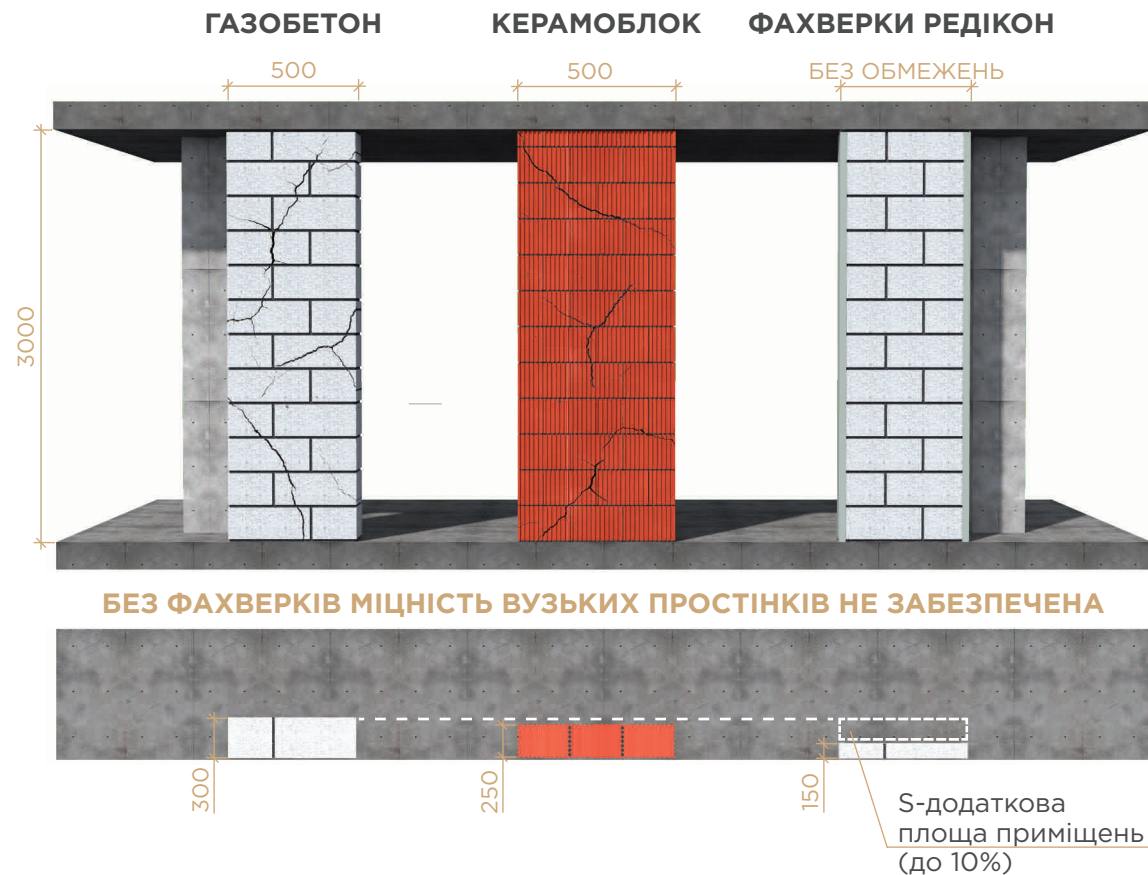 ГАЗОБЕТОН
КЕРАМОБЛОК
ФАХВЕРКИ РЕДІКОН
500
500
БЕЗ ОБМЕЖЕНЬ
3000
БЕЗ ФАХВЕРКІВ МІЦНІСТЬ ВУЗЬКИХ ПРОСТІНКІВ НЕ ЗАБЕЗПЕЧЕНА
300
250
150
S-додаткова
площа приміщень
(до 10%)